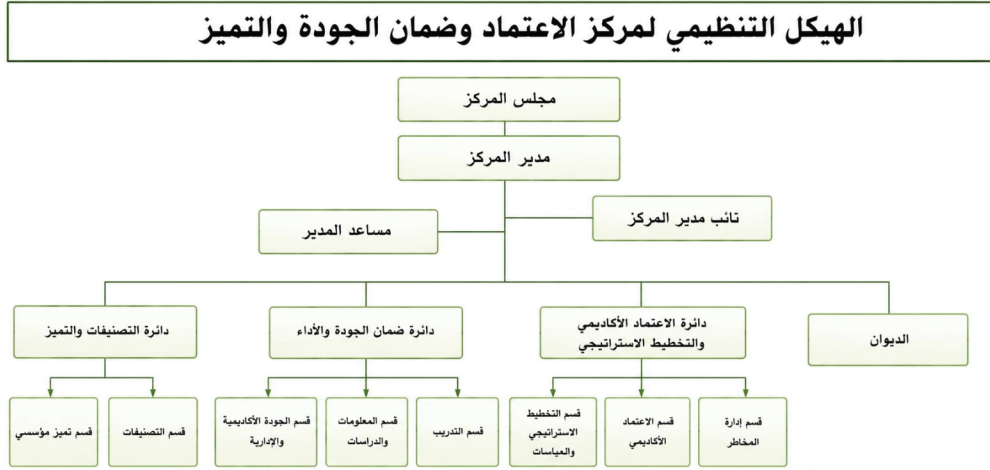 الهيكل التنظيمي لمركز الاعتماد وضمان الجودة والتميز
مجلس المركز
مدير المركز
تائب مدير المركز
مساعد المدير
الديوان
دائرة الاعتماد الأكاديمي
والتخطيط الاستراتيجي
دائرة ضمان الجودة والأداء
دائرة التصنيفات والتميز
قسم إدارة
المخاطر
قسم الاعتماد
الأكاديمي
قسم التخطيط
الاستراتيجي
والعياسات
قسم التدريب
قسم المعلومات
والدراسات
قسم الجودة الأكاديمية
والإدارية
قسم التصنيفات
قسم تميز مؤسسي